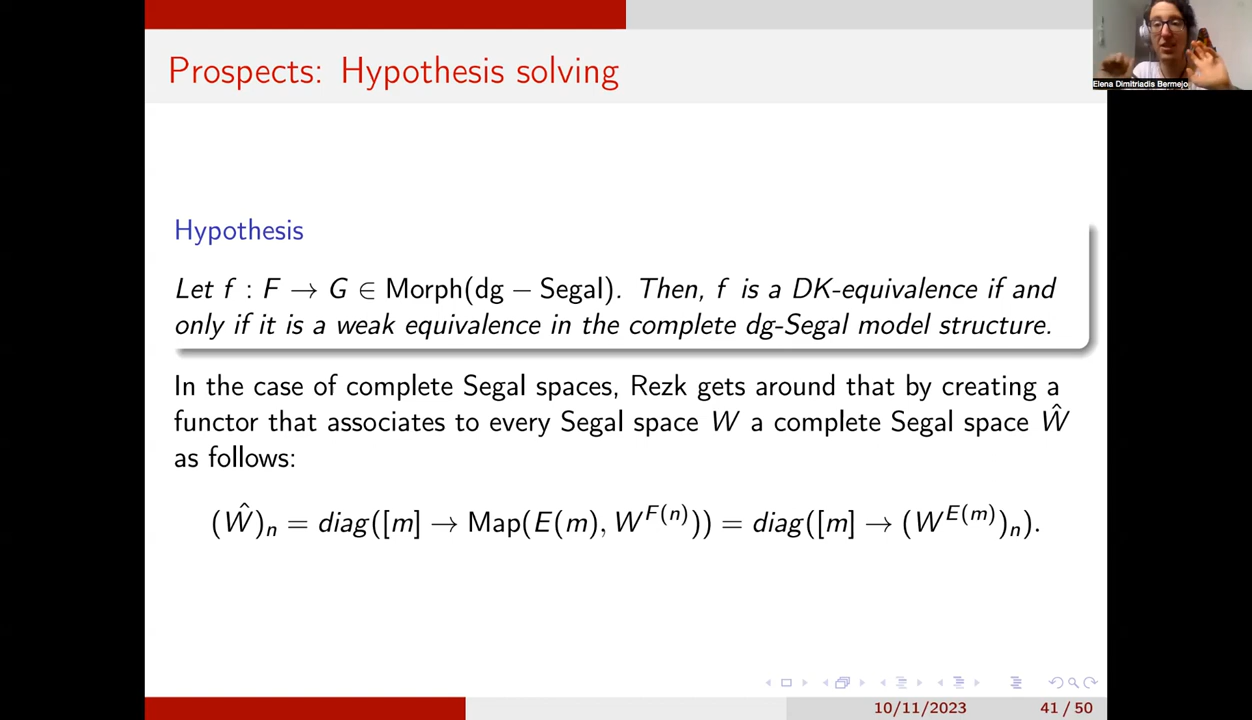 Prospects: Hypothesis solving
Elena Dimitriadis Bermejo
Hypothesis
Let f : F → G ∈ Morph(dg − Segal). Then, f is a DK-equivalence if and
only if it is a weak equivalence in the complete dg-Segal model structure.
In the case of complete Segal spaces, Rezk gets around that by creating a
functor that associates to every Segal space W a complete Segal space Ŵ
as follows:
(Ŵ)ₙ = diag([m] → Map(E(m), W^{F(n)})) = diag([m] → (W^{E(m)})ₙ).
10/11/2023 41 / 50